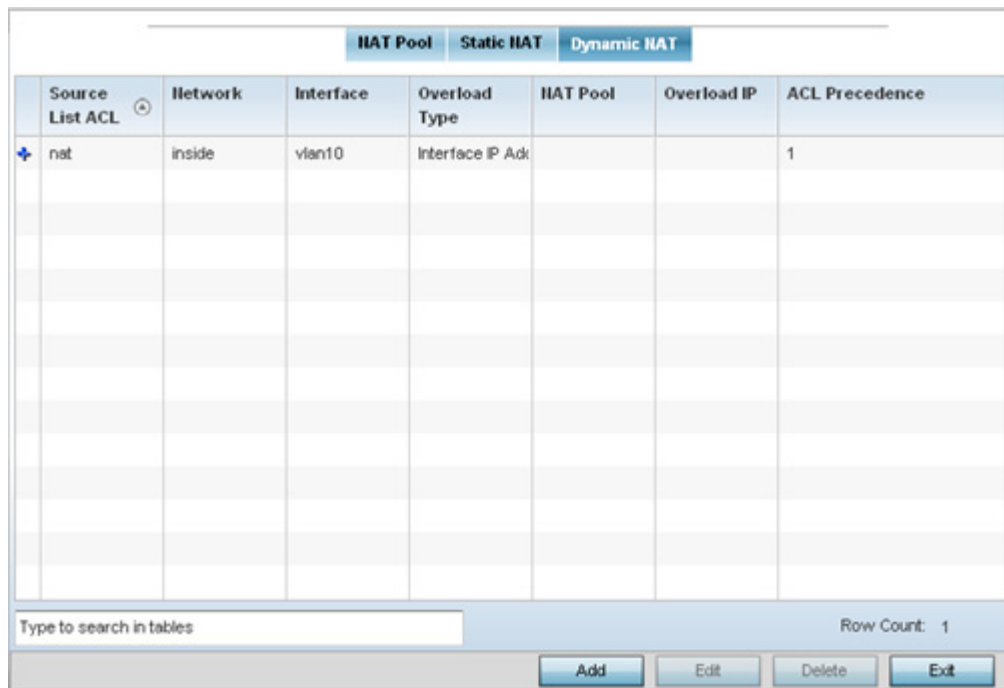 NAT Pool Static NAT Dynamic NAT
Source List ACL Network Interface Overload Type NAT Pool Overload IP ACL Precedence
nat inside vlan10 Interface IP Add 1
Type to search in tables Row Count: 1
Add Edit Delete Exit